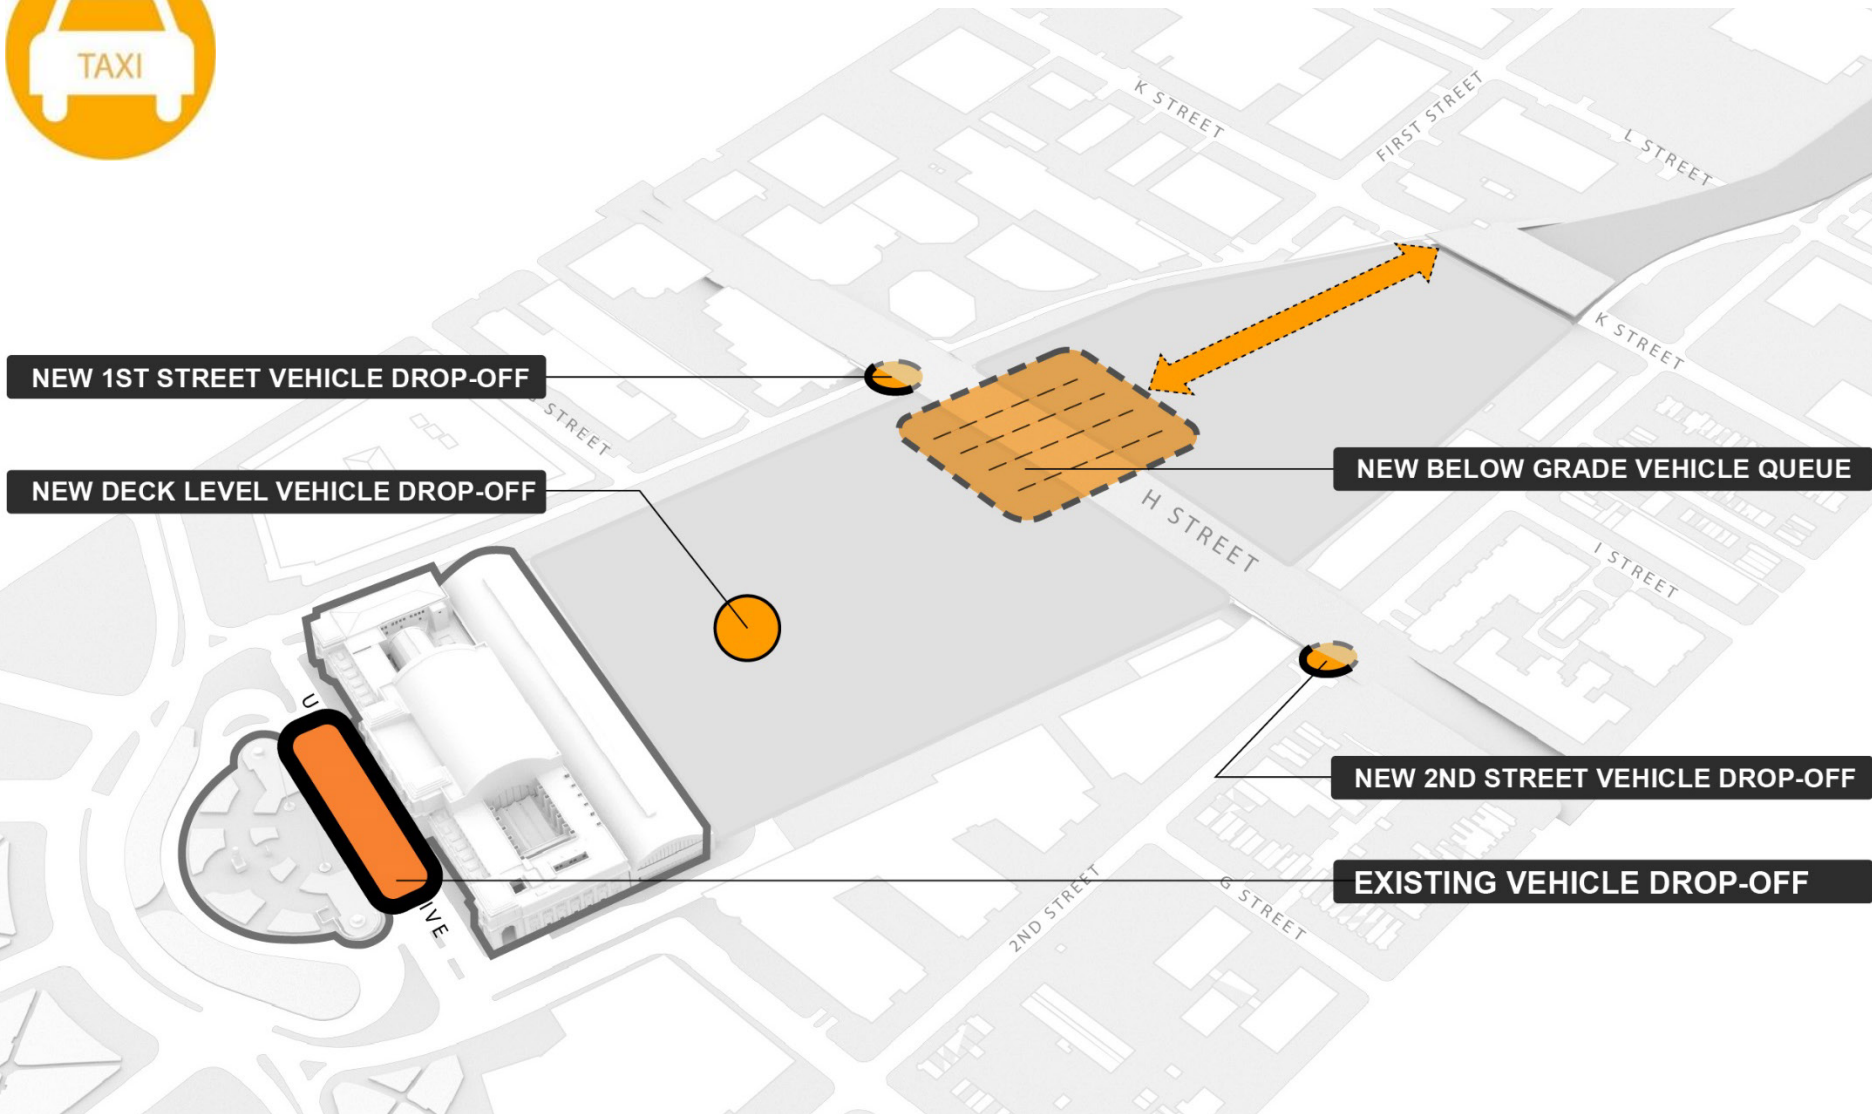 TAXI
K STREET
FIRST STREET
L STREET
K STREET
NEW 1ST STREET VEHICLE DROP-OFF
STREET
NEW BELOW GRADE VEHICLE QUEUE
NEW DECK LEVEL VEHICLE DROP-OFF
H STREET
I STREET
U
NEW 2ND STREET VEHICLE DROP-OFF
EXISTING VEHICLE DROP-OFF
IVE
2ND STREET
G STREET